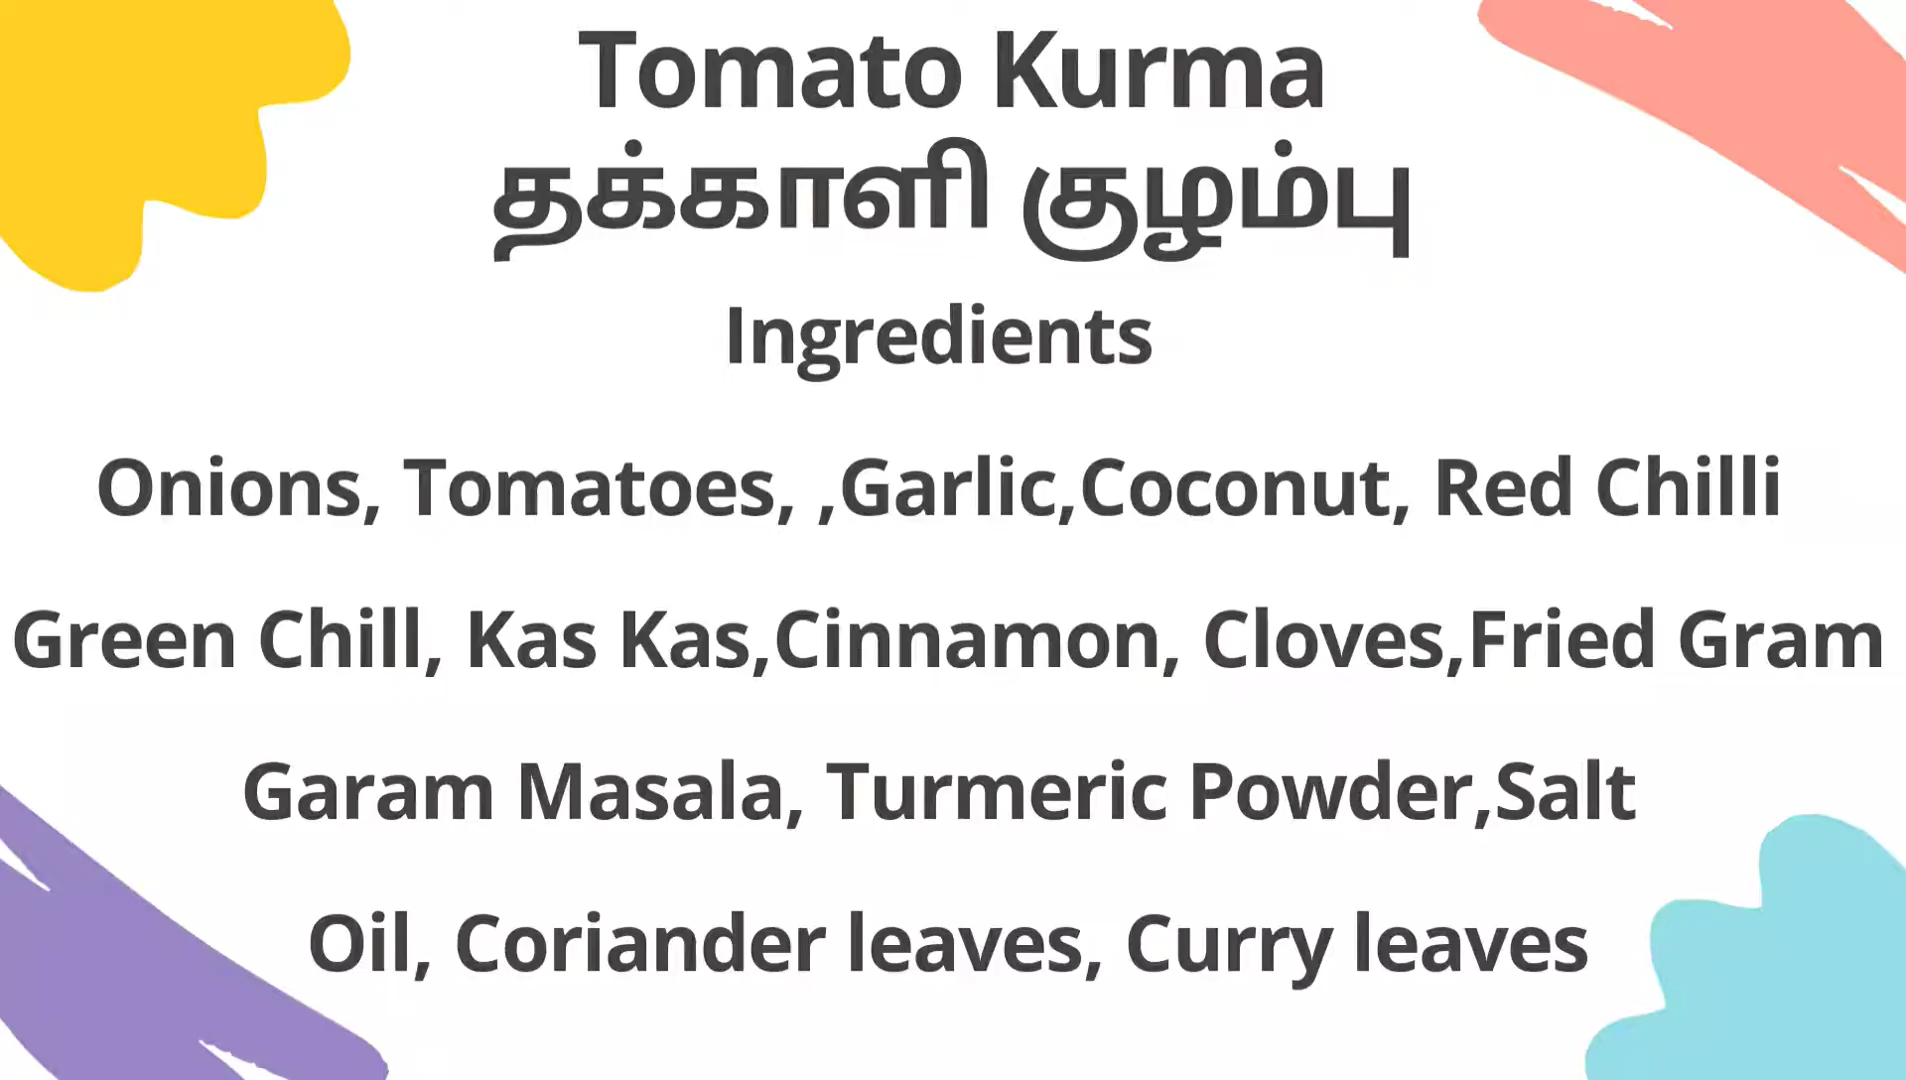 Tomato Kurma
தக்காளி குழம்பு
Ingredients
Onions, Tomatoes, ,Garlic,Coconut, Red Chilli
Green Chill, Kas Kas,Cinnamon, Cloves,Fried Gram
Garam Masala, Turmeric Powder,Salt
Oil, Coriander leaves, Curry leaves